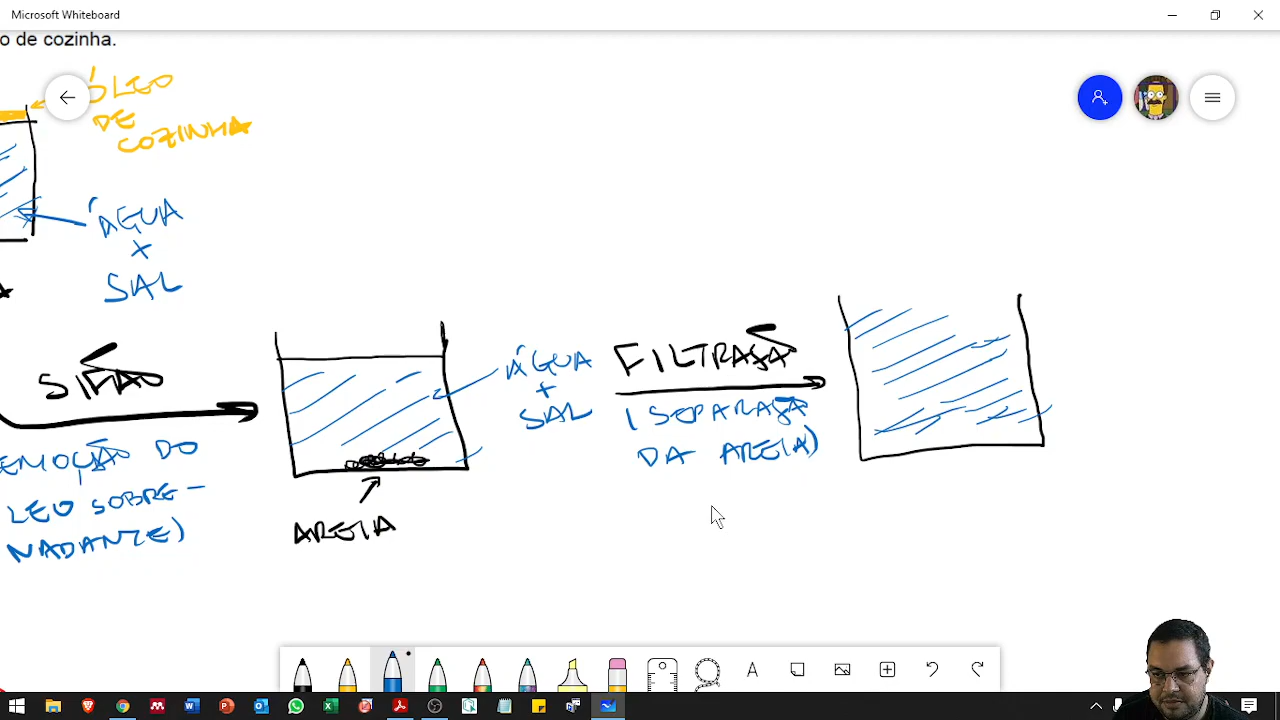 Microsoft Whiteboard
o de cozinha.
ÓLEO
DE
COZINHA
ÁGUA
+
SAL
SIFÃO
EMOÇÃO DO
LEO SOBRE-
NADANTE)
AREIA
ÁGUA
+
SAL
FILTRAÇÃO
(SEPARAÇÃO
DA AREIA)
A